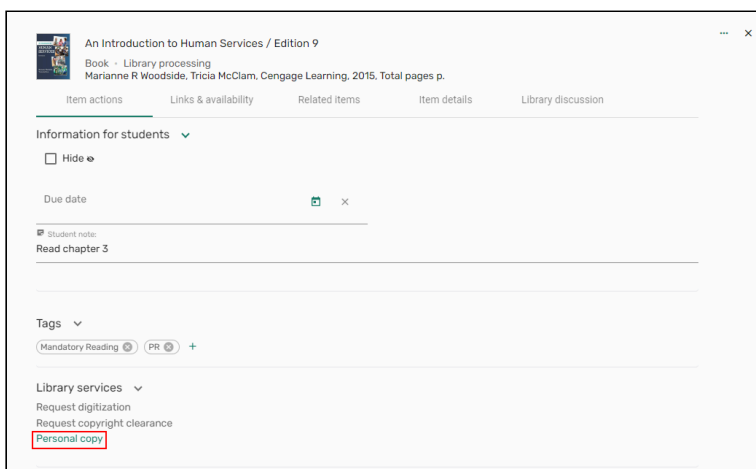 An Introduction to Human Services / Edition 9
Book · Library processing
Marianne R Woodside, Tricia McClam, Cengage Learning, 2015, Total pages p.
Item actions Links & availability Related items Item details Library discussion
Information for students
Hide
Due date
Student note:
Read chapter 3
Tags
Mandatory Reading PR +
Library services
Request digitization
Request copyright clearance
Personal copy